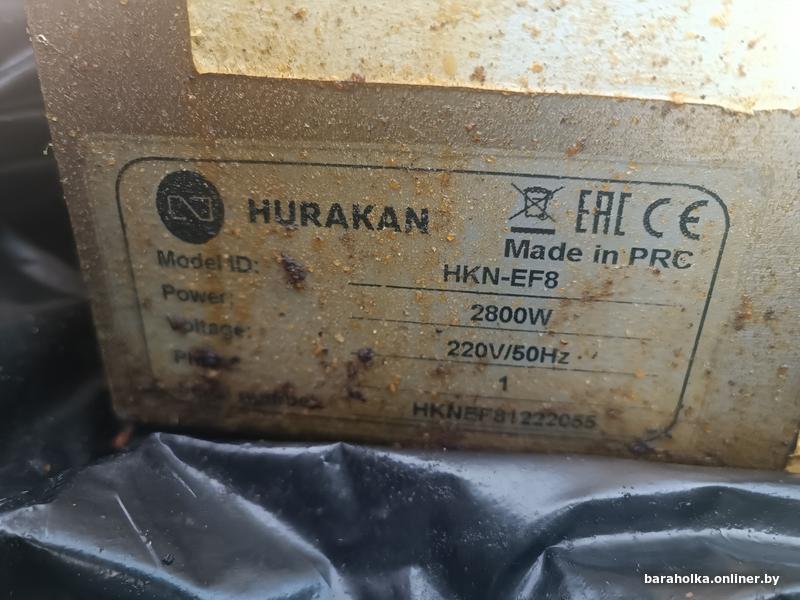 HURAKAN EAC CE
Made in PRC
Model ID: HKN-EF8
Power: 2800W
Voltage: 220V/50Hz
1
HKNEF81222055
baraholka.onliner.by